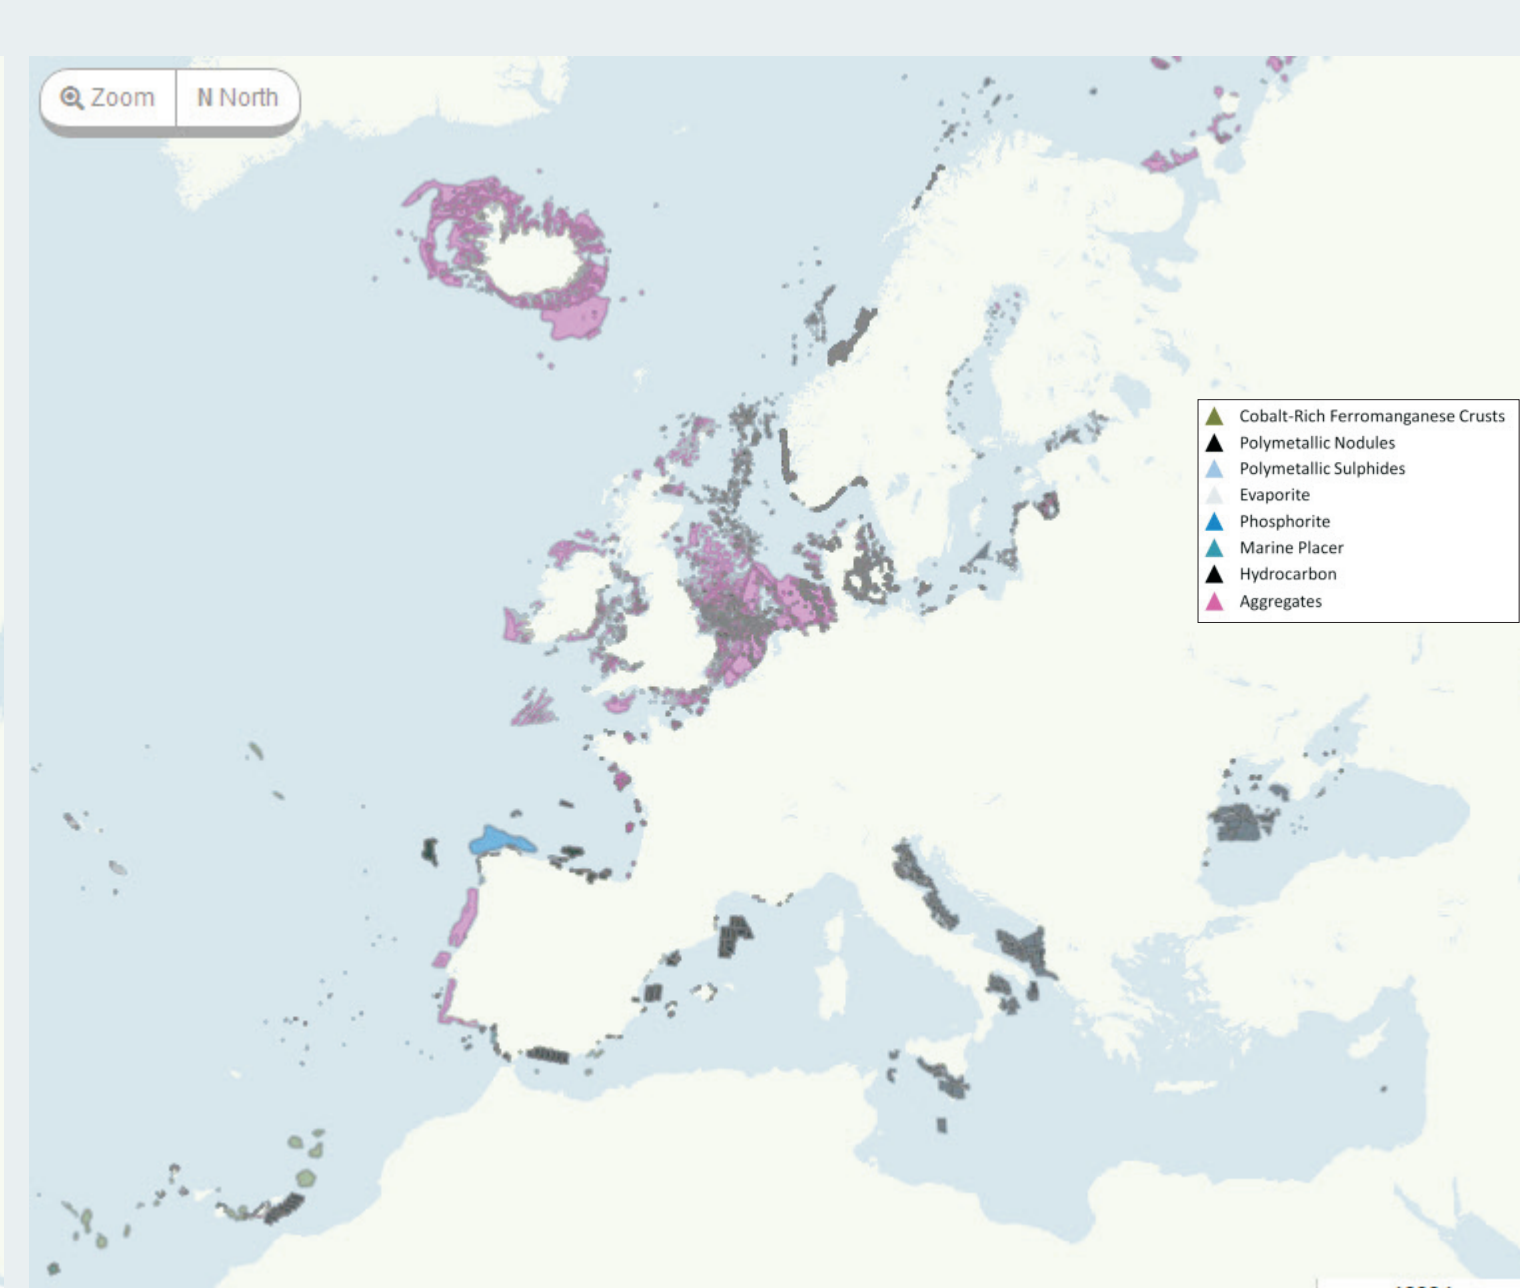 Zoom
N North
Cobalt-Rich Ferromanganese Crusts
Polymetallic Nodules
Polymetallic Sulphides
Evaporite
Phosphorite
Marine Placer
Hydrocarbon
Aggregates